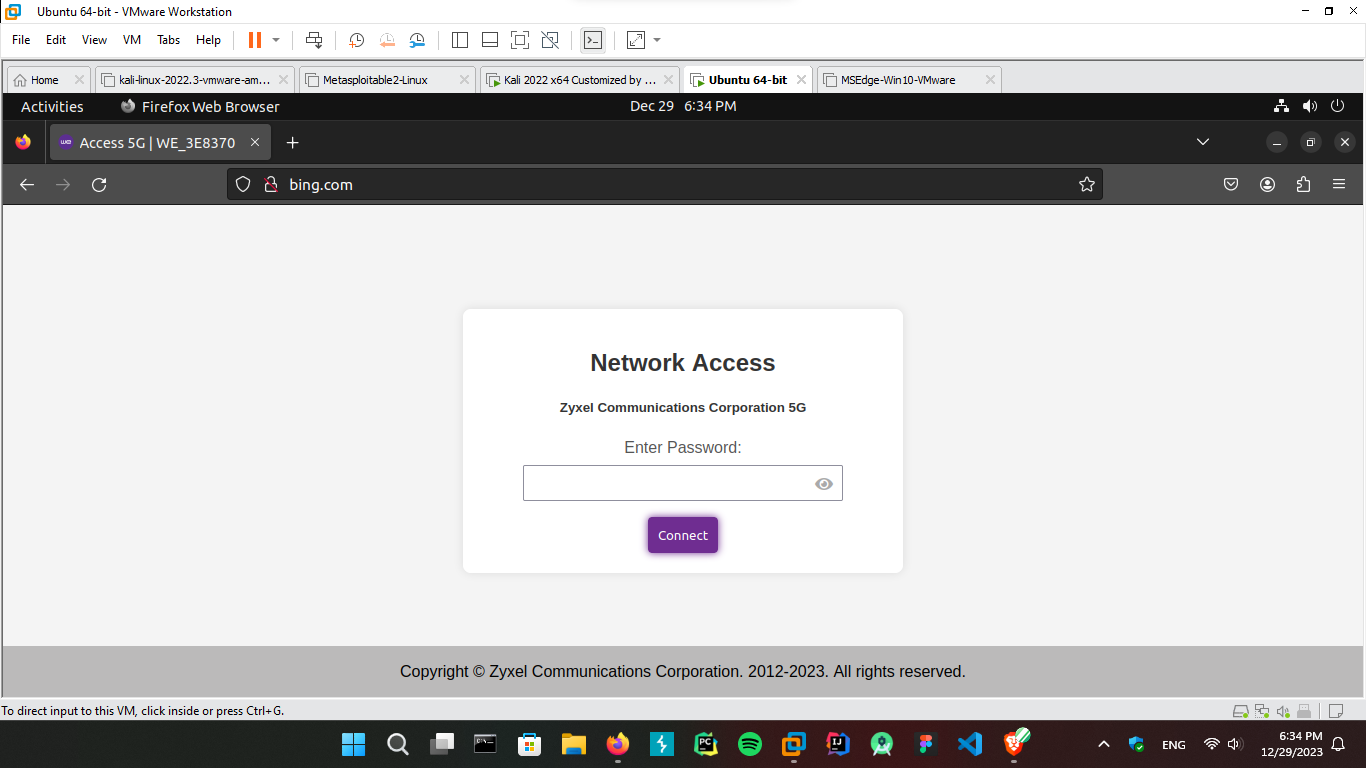 Ubuntu 64-bit - VMware Workstation
File Edit View VM Tabs Help
Home kali-linux-2022.3-vmware-am... Metasploitable2-Linux Kali 2022 x64 Customized by ... Ubuntu 64-bit MSEdge-Win10-VMware
Activities Firefox Web Browser Dec 29 6:34 PM
we Access 5G | WE_3E8370
bing.com
Network Access
Zyxel Communications Corporation 5G
Enter Password:
Connect
Copyright © Zyxel Communications Corporation. 2012-2023. All rights reserved.
To direct input to this VM, click inside or press Ctrl+G.
PC IJ ENG 6:34 PM
12/29/2023